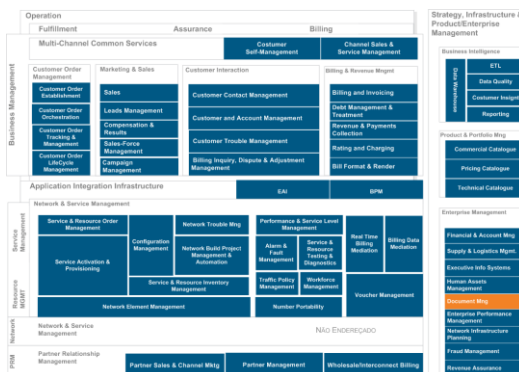 Operation
Fulfillment
Assurance
Billing
Multi-Channel Common Services
Costumer
Self-Management
Channel Sales &
Service Management
Business Management
Customer Order
Management
Customer Order
Establishment
Customer Order
Orchestration
Customer Order
Tracking &
Management
Customer Order
LifeCycle
Management
Marketing & Sales
Sales
Leads Management
Compensation &
Results
Sales-Force
Management
Campaign
Management
Customer Interaction
Customer Contact Management
Customer and Account Management
Customer Trouble Management
Billing Inquiry, Dispute & Adjustment
Management
Billing & Revenue Mngmt
Billing and Invoicing
Debt Management &
Treatment
Revenue & Payments
Collection
Rating and Charging
Bill Format & Render
Application Integration Infrastructure
EAI
BPM
Network & Service Management
Service
Management
Resource
MGMT
Service & Resource Order
Management
Service Activation &
Provisioning
Configuration
Management
Network Trouble Mng
Network Build Project
Management &
Automation
Service & Resource Inventory
Management
Network Element Management
Performance & Service Level
Management
Alarm &
Fault
Management
Service &
Resource
Testing &
Diagnostics
Traffic Policy
Management
Workforce
Management
Number Portability
Real Time
Billing
Mediation
Billing Data
Mediation
Voucher Management
Network
Network & Service
Management
NÃO ENDEREÇADO
PRM
Partner Relationship
Management
Partner Sales & Channel Mktg
Partner Management
Wholesale/Interconnect Billing
Strategy, Infrastructure &
Product/Enterprise
Management
Business Intelligence
Data Warehouse
ETL
Data Quality
Costumer Insight
Reporting
Product & Portfolio Mng
Commercial Catalogue
Pricing Catalogue
Technical Catalogue
Enterprise Management
Financial & Account Mng
Supply & Logistics Mgmt.
Executive Info Systems
Human Assets
Management
Document Mng
Enterprise Performance
Management
Network Infrastructure
Planning
Fraud Management
Revenue Assurance